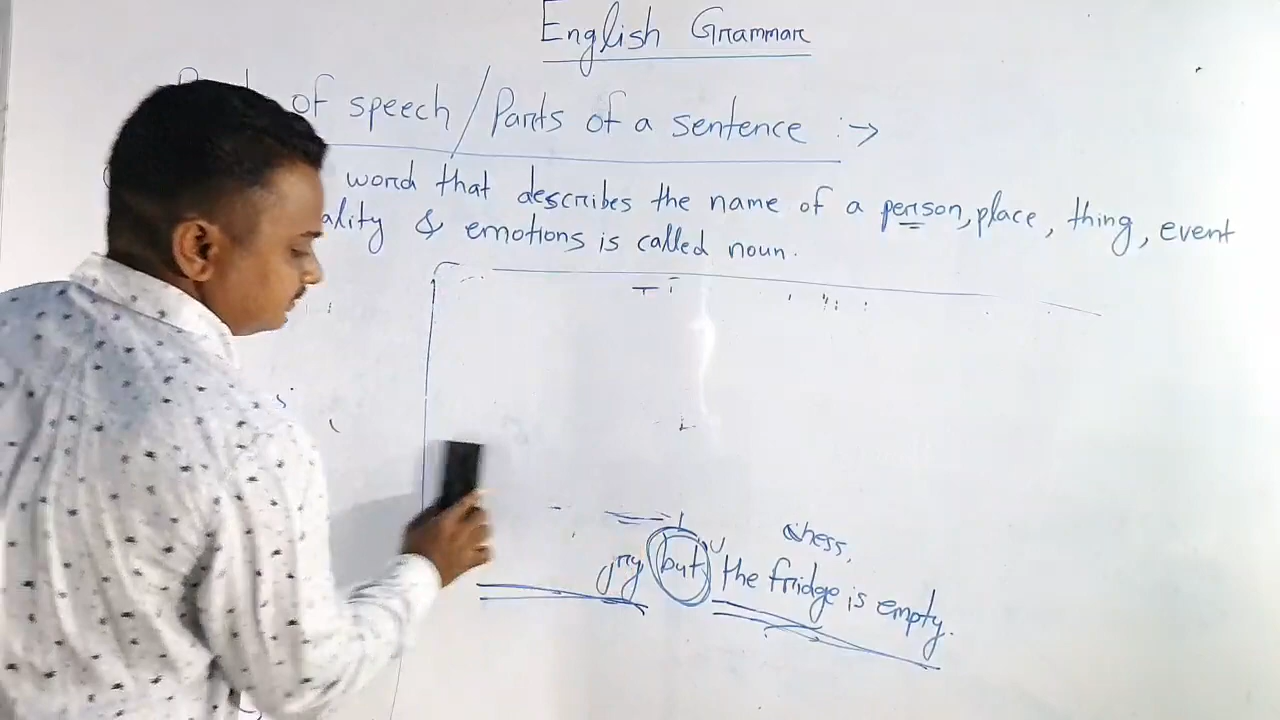 English Grammar
of speech / Parts of a sentence :→
word that describes the name of a person, place, thing, event
ality & emotions is called noun.
but the fridge is empty.